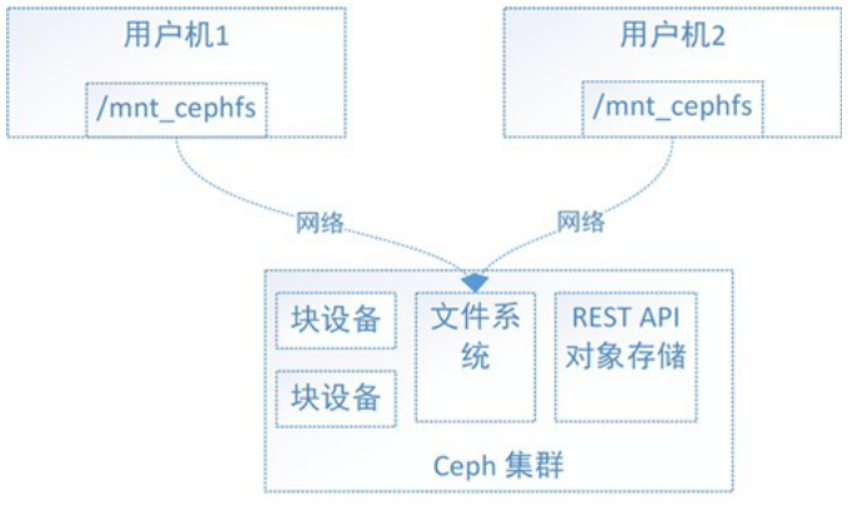 用户机1
用户机2
/mnt_cephfs
/mnt_cephfs
网络
网络
块设备
文件系
统
REST API
对象存储
块设备
Ceph 集群